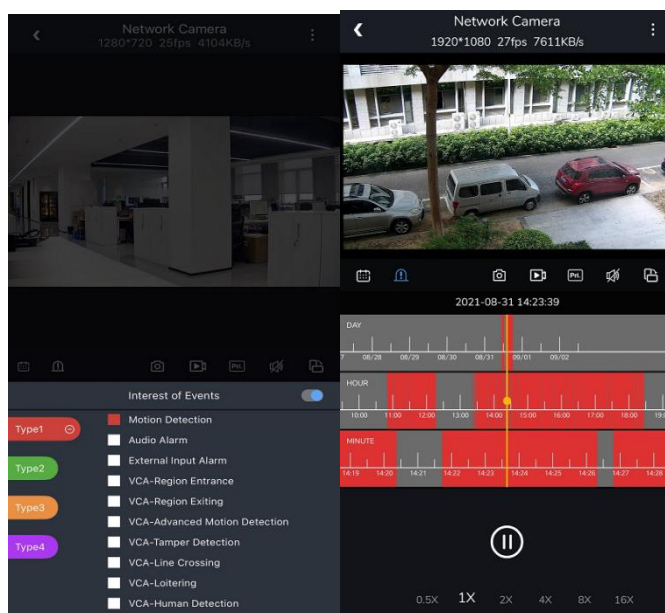 Network Camera
1280*720 25fps 4104KB/s
Pri.
Interest of Events
Type1
Type2
Type3
Type4
Motion Detection
Audio Alarm
External Input Alarm
VCA-Region Entrance
VCA-Region Exiting
VCA-Advanced Motion Detection
VCA-Tamper Detection
VCA-Line Crossing
VCA-Loitering
VCA-Human Detection
Network Camera
1920*1080 27fps 7611KB/s
Pri.
2021-08-31 14:23:39
DAY
7 08/28 08/29 08/30 08/31 09/01 09/02
HOUR
10:00 11:00 12:00 13:00 14:00 15:00 16:00 17:00 18:00 19:0
MINUTE
14:19 14:20 14:21 14:22 14:23 14:24 14:25 14:26 14:27 14:28
0.5X 1X 2X 4X 8X 16X